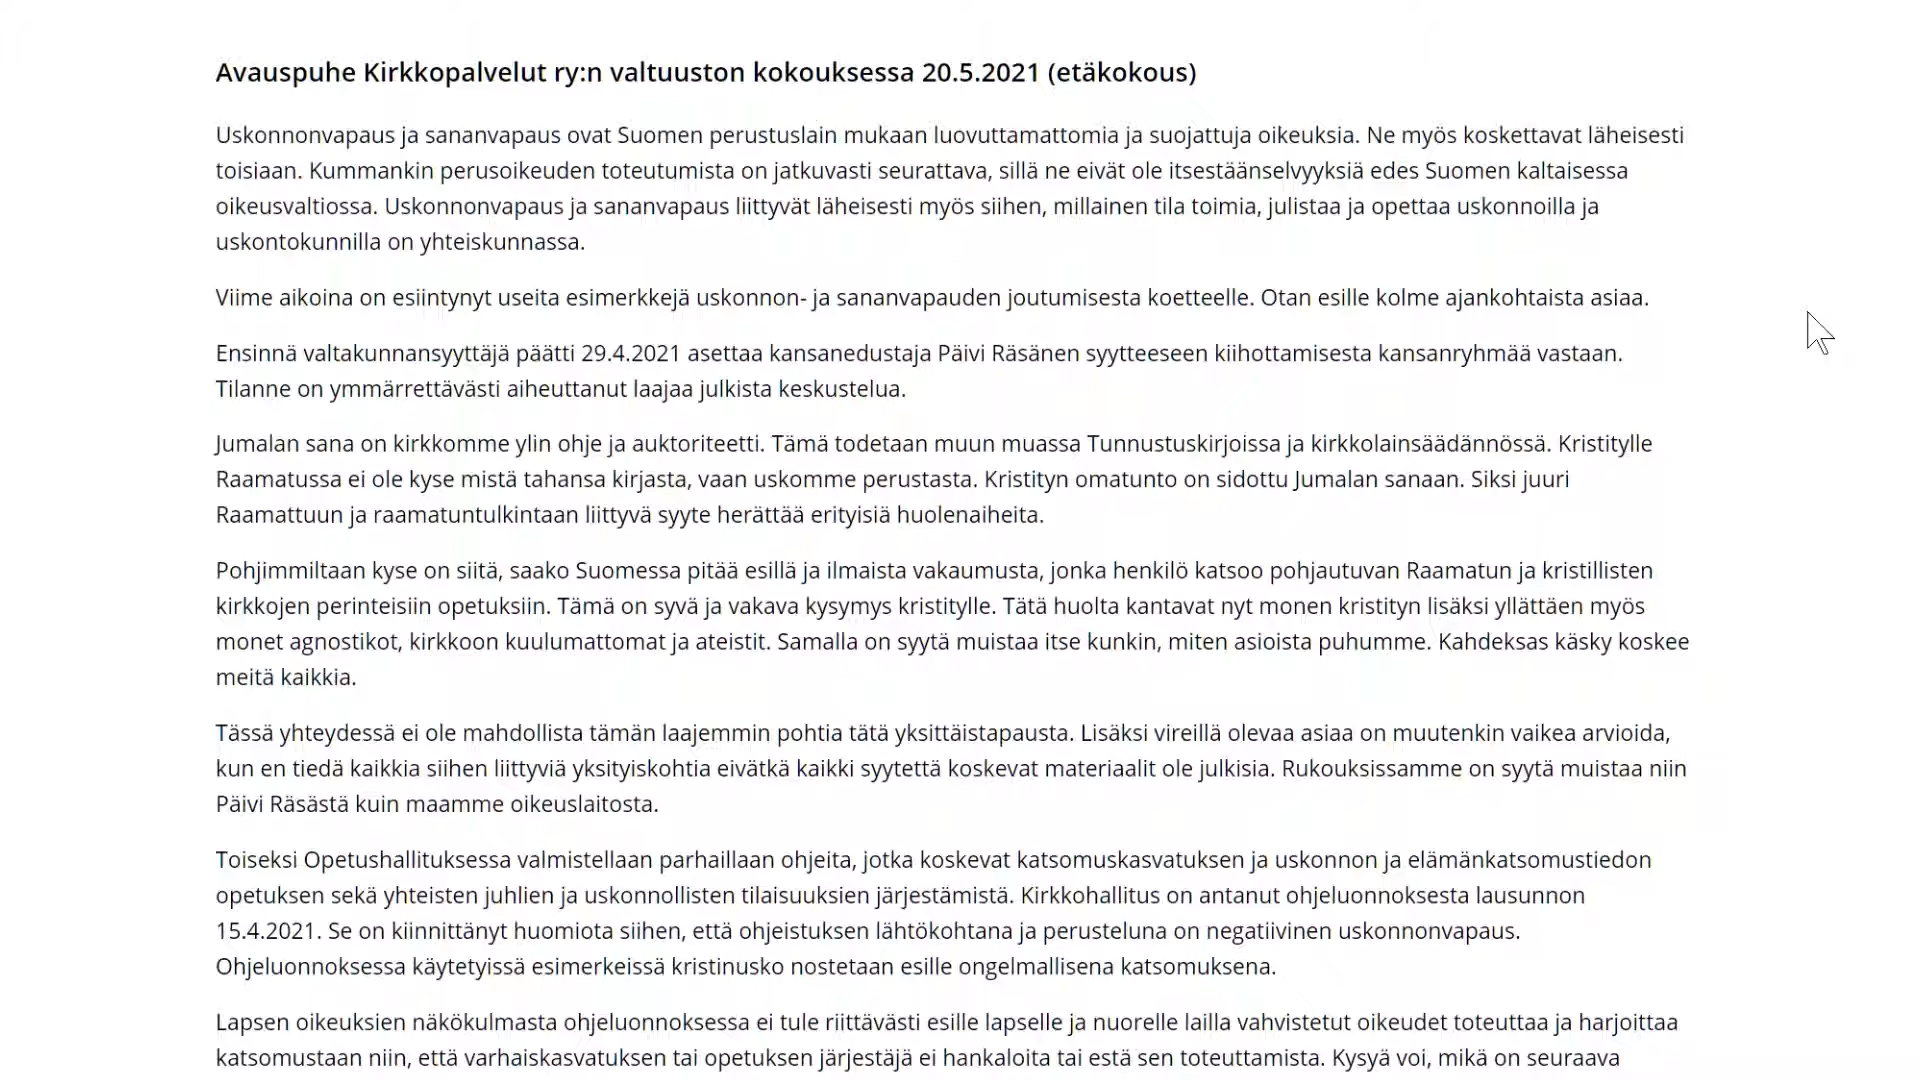 Avauspuhe Kirkkopalvelut ry:n valtuuston kokouksessa 20.5.2021 (etäkokous)
Uskonnonvapaus ja sananvapaus ovat Suomen perustuslain mukaan luovuttamattomia ja suojattuja oikeuksia. Ne myös koskettavat läheisesti
toisiaan. Kummankin perusoikeuden toteutumista on jatkuvasti seurattava, sillä ne eivät ole itsestäänselvyyksiä edes Suomen kaltaisessa
oikeusvaltiossa. Uskonnonvapaus ja sananvapaus liittyvät läheisesti myös siihen, millainen tila toimia, julistaa ja opettaa uskonnoilla ja
uskontokunnilla on yhteiskunnassa.
Viime aikoina on esiintynyt useita esimerkkejä uskonnon- ja sananvapauden joutumisesta koetteelle. Otan esille kolme ajankohtaista asiaa.
Ensinnä valtakunnansyyttäjä päätti 29.4.2021 asettaa kansanedustaja Päivi Räsänen syytteeseen kiihottamisesta kansanryhmää vastaan.
Tilanne on ymmärrettävästi aiheuttanut laajaa julkista keskustelua.
Jumalan sana on kirkkomme ylin ohje ja auktoriteetti. Tämä todetaan muun muassa Tunnustuskirjoissa ja kirkkolainsäädännössä. Kristitylle
Raamatussa ei ole kyse mistä tahansa kirjasta, vaan uskomme perustasta. Kristityn omatunto on sidottu Jumalan sanaan. Siksi juuri
Raamattuun ja raamatuntulkintaan liittyvä syyte herättää erityisiä huolenaiheita.
Pohjimmiltaan kyse on siitä, saako Suomessa pitää esillä ja ilmaista vakaumusta, jonka henkilö katsoo pohjautuvan Raamatun ja kristillisten
kirkkojen perinteisiin opetuksiin. Tämä on syvä ja vakava kysymys kristitylle. Tätä huolta kantavat nyt monen kristityn lisäksi yllättäen myös
monet agnostikot, kirkkoon kuulumattomat ja ateistit. Samalla on syytä muistaa itse kunkin, miten asioista puhumme. Kahdeksas käsky koskee
meitä kaikkia.
Tässä yhteydessä ei ole mahdollista tämän laajemmin pohtia tätä yksittäistapausta. Lisäksi vireillä olevaa asiaa on muutenkin vaikea arvioida,
kun en tiedä kaikkia siihen liittyviä yksityiskohtia eivätkä kaikki syytettä koskevat materiaalit ole julkisia. Rukouksissamme on syytä muistaa niin
Päivi Räsästä kuin maamme oikeuslaitosta.
Toiseksi Opetushallituksessa valmistellaan parhaillaan ohjeita, jotka koskevat katsomuskasvatuksen ja uskonnon ja elämänkatsomustiedon
opetuksen sekä yhteisten juhlien ja uskonnollisten tilaisuuksien järjestämistä. Kirkkohallitus on antanut ohjeluonnoksesta lausunnon
15.4.2021. Se on kiinnittänyt huomiota siihen, että ohjeistuksen lähtökohtana ja perusteluna on negatiivinen uskonnonvapaus.
Ohjeluonnoksessa käytetyissä esimerkeissä kristinusko nostetaan esille ongelmallisena katsomuksena.
Lapsen oikeuksien näkökulmasta ohjeluonnoksessa ei tule riittävästi esille lapselle ja nuorelle lailla vahvistetut oikeudet toteuttaa ja harjoittaa
katsomustaan niin, että varhaiskasvatuksen tai opetuksen järjestäjä ei hankaloita tai estä sen toteuttamista. Kysyä voi, mikä on seuraava